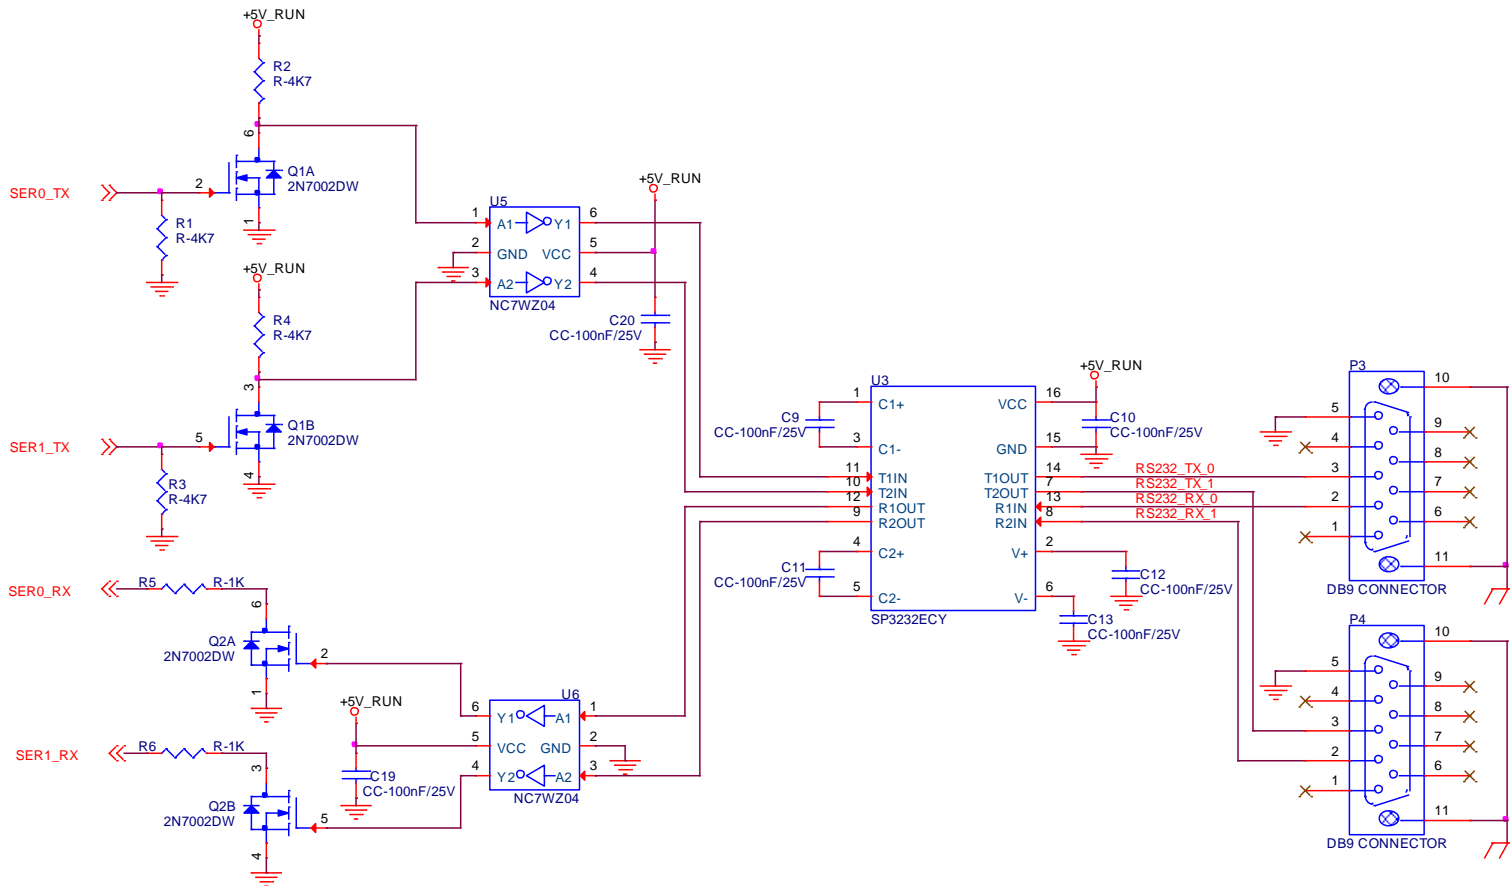 +5V_RUN
R2
R-4K7
6
Q1A
2N7002DW
SER0_TX
2
1
R1
R-4K7
+5V_RUN
R4
R-4K7
3
Q1B
2N7002DW
SER1_TX
5
4
R3
R-4K7
U5
1 A1 Y1 6
2 GND VCC 5
3 A2 Y2 4
NC7WZ04
+5V_RUN
C20
CC-100nF/25V
U3
1 C1+ VCC 16
3 C1- GND 15
11 T1IN T1OUT 14
10 T2IN T2OUT 7
12 R1OUT R1IN 13
9 R2OUT R2IN 8
4 C2+ V+ 2
5 C2- V- 6
SP3232ECY
C9
CC-100nF/25V
C11
CC-100nF/25V
+5V_RUN
C10
CC-100nF/25V
RS232_TX_0
RS232_TX_1
RS232_RX_0
RS232_RX_1
C12
CC-100nF/25V
C13
CC-100nF/25V
P3
10
5
9
4
8
3
7
2
6
1
11
DB9 CONNECTOR
P4
10
5
9
4
8
3
7
2
6
1
11
DB9 CONNECTOR
SER0_RX
R5 R-1K
6
Q2A
2N7002DW
2
1
SER1_RX
R6 R-1K
3
Q2B
2N7002DW
5
4
+5V_RUN
C19
CC-100nF/25V
U6
6 Y1 A1 1
5 VCC GND 2
4 Y2 A2 3
NC7WZ04